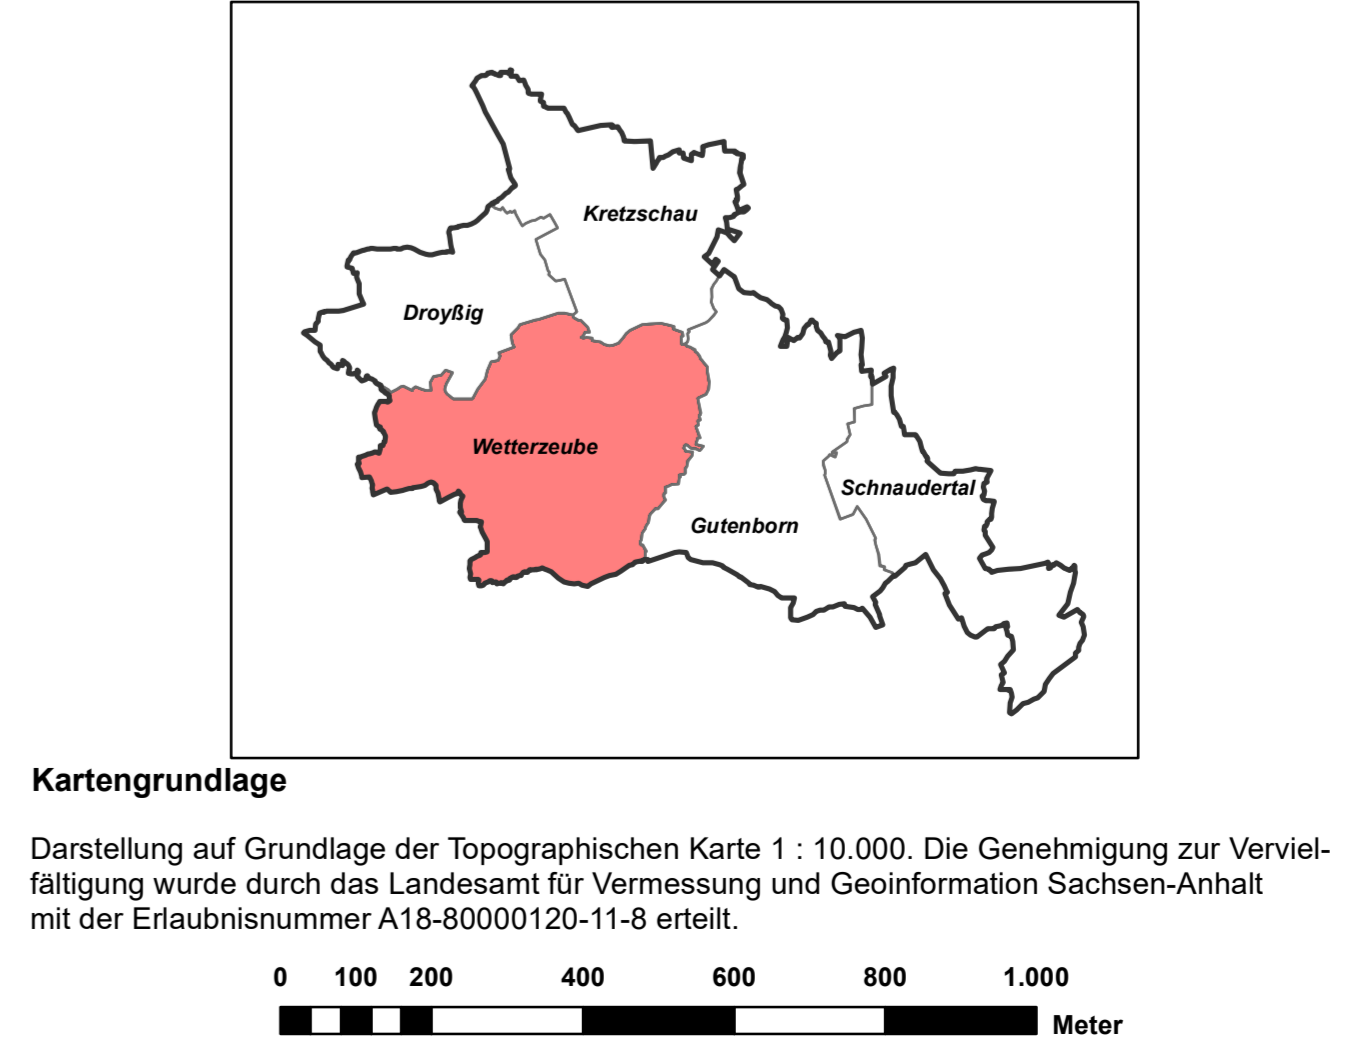 Kretzschau
Droyßig
Wetterzeube
Schnaudertal
Gutenborn
Kartengrundlage
Darstellung auf Grundlage der Topographischen Karte 1 : 10.000. Die Genehmigung zur Verviel-
fältigung wurde durch das Landesamt für Vermessung und Geoinformation Sachsen-Anhalt
mit der Erlaubnisnummer A18-80000120-11-8 erteilt.
0 100 200 400 600 800 1.000
Meter